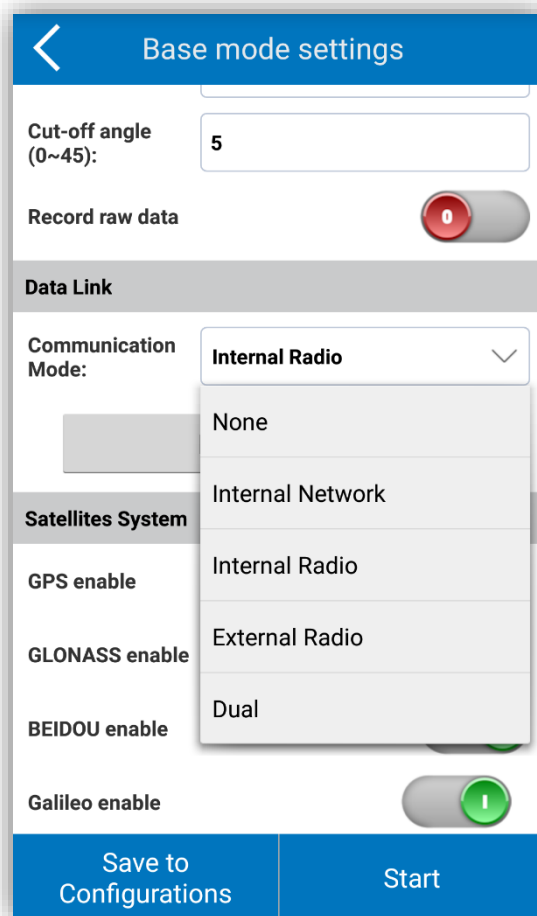 Base mode settings
Cut-off angle
(0~45):
5
Record raw data
0
Data Link
Communication
Mode:
Internal Radio
None
Internal Network
Satellites System
Internal Radio
GPS enable
External Radio
GLONASS enable
Dual
BEIDOU enable
Galileo enable
I
Save to
Configurations
Start